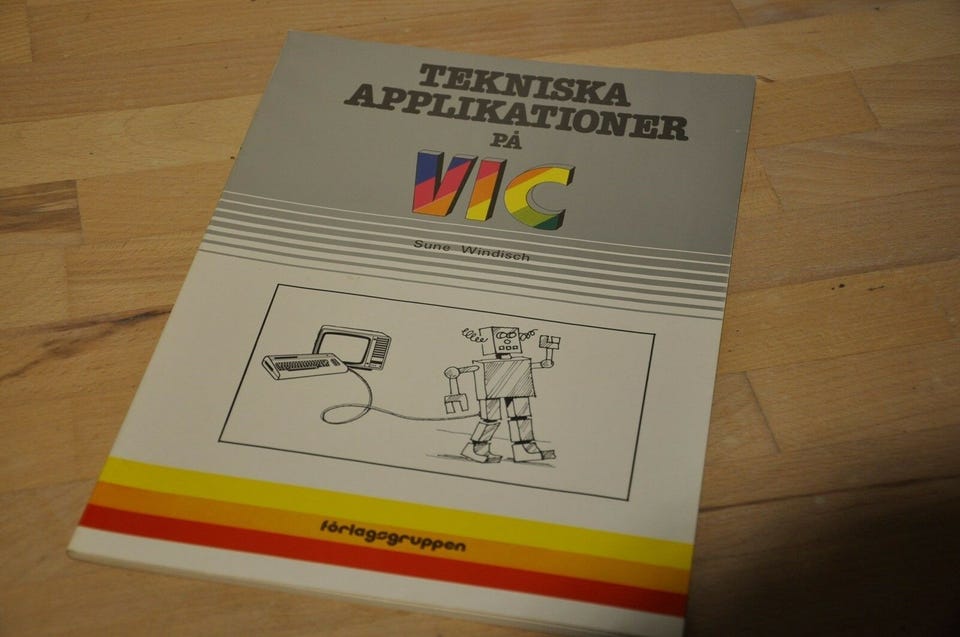 TEKNISKA
APPLIKATIONER
PÅ
VIC
Sune Windisch
förlagsgruppen